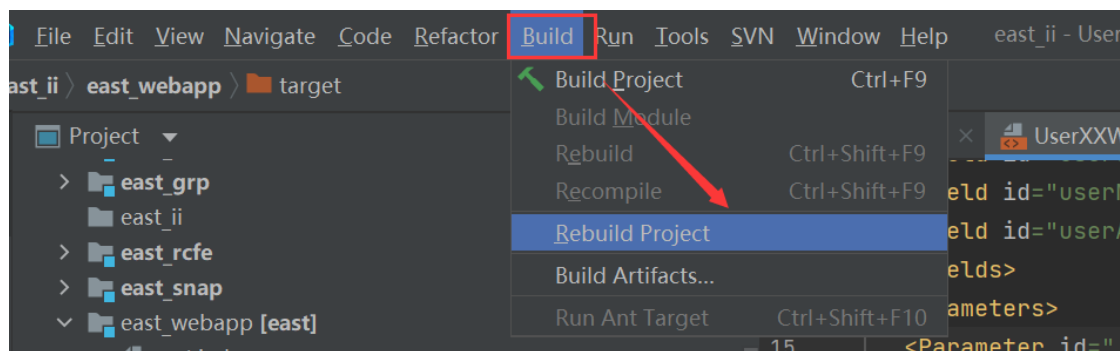 File Edit View Navigate Code Refactor Build Run Tools SVN Window Help east_ii - User
ast_ii 〉 east_webapp 〉 target
Project
east_grp
east_ii
east_rcfe
east_snap
east_webapp [east]
Build Project Ctrl+F9
Build Module
Rebuild Ctrl+Shift+F9
Recompile Ctrl+Shift+F9
Rebuild Project
Build Artifacts...
Run Ant Target Ctrl+Shift+F10
UserXXW
eld id="user
eld id="user
elds>
ameters>
15 <Parameter id="